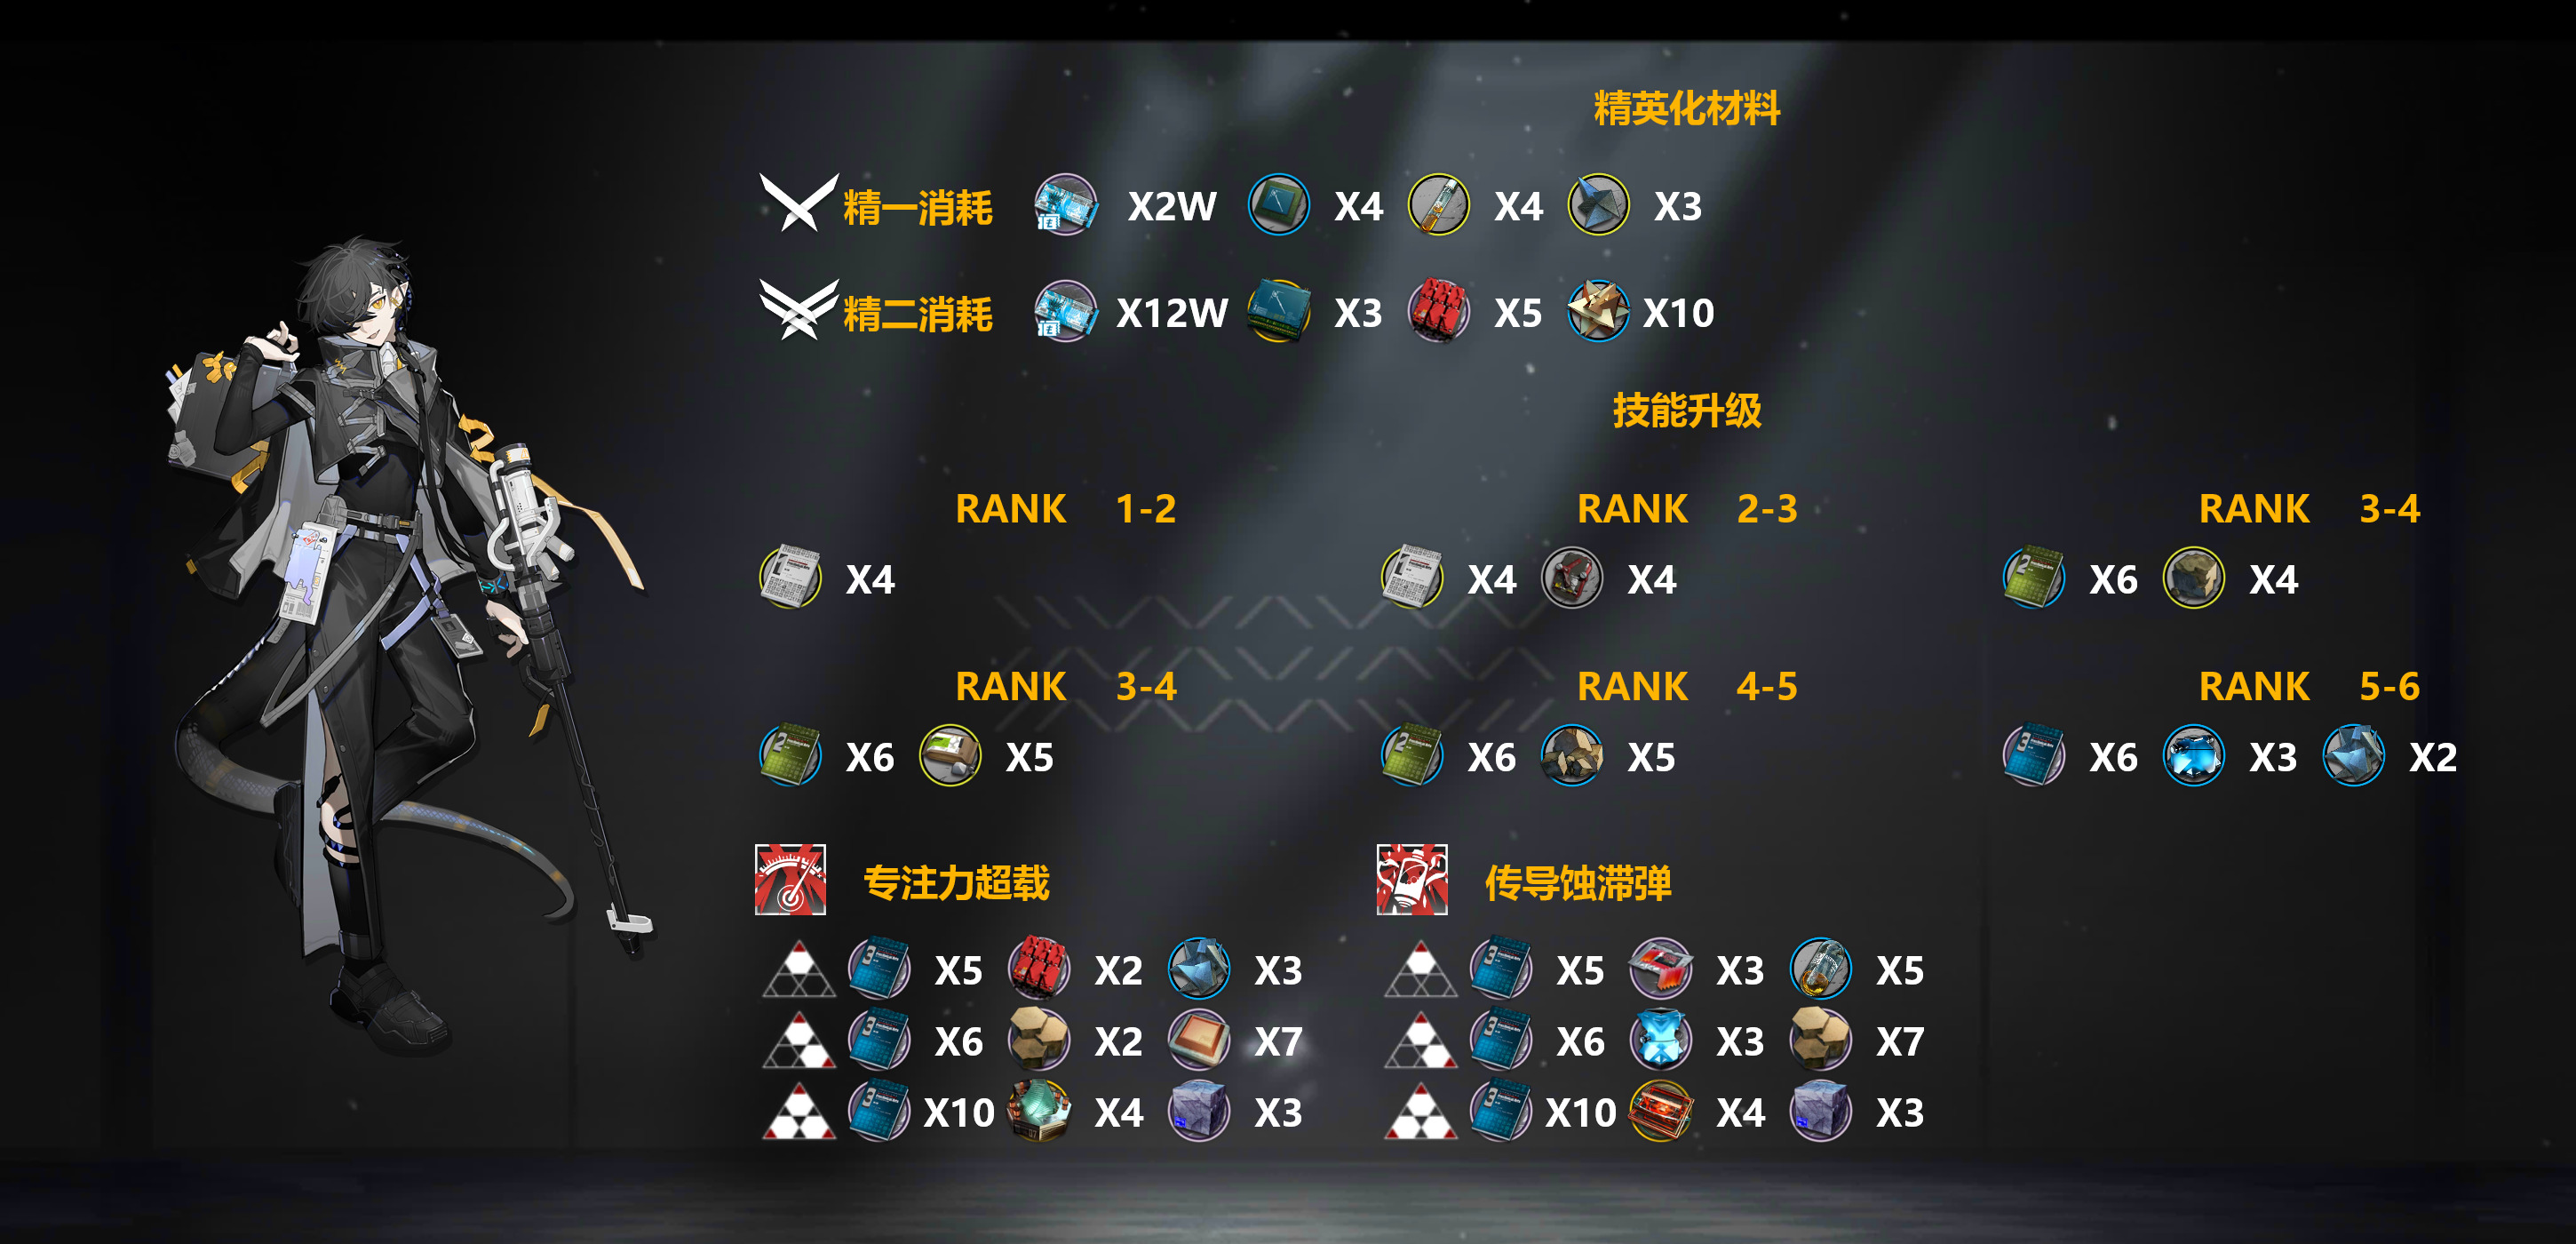 精英化材料
精一消耗 X2W X4 X4 X3
精二消耗 X12W X3 X5 X10
技能升级
RANK 1-2 RANK 2-3 RANK 3-4
X4 X4 X4 X6 X4
RANK 3-4 RANK 4-5 RANK 5-6
X6 X5 X6 X5 X6 X3 X2
专注力超载 传导蚀滞弹
X5 X2 X3 X5 X3 X5
X6 X2 X7 X6 X3 X7
X10 X4 X3 X10 X4 X3